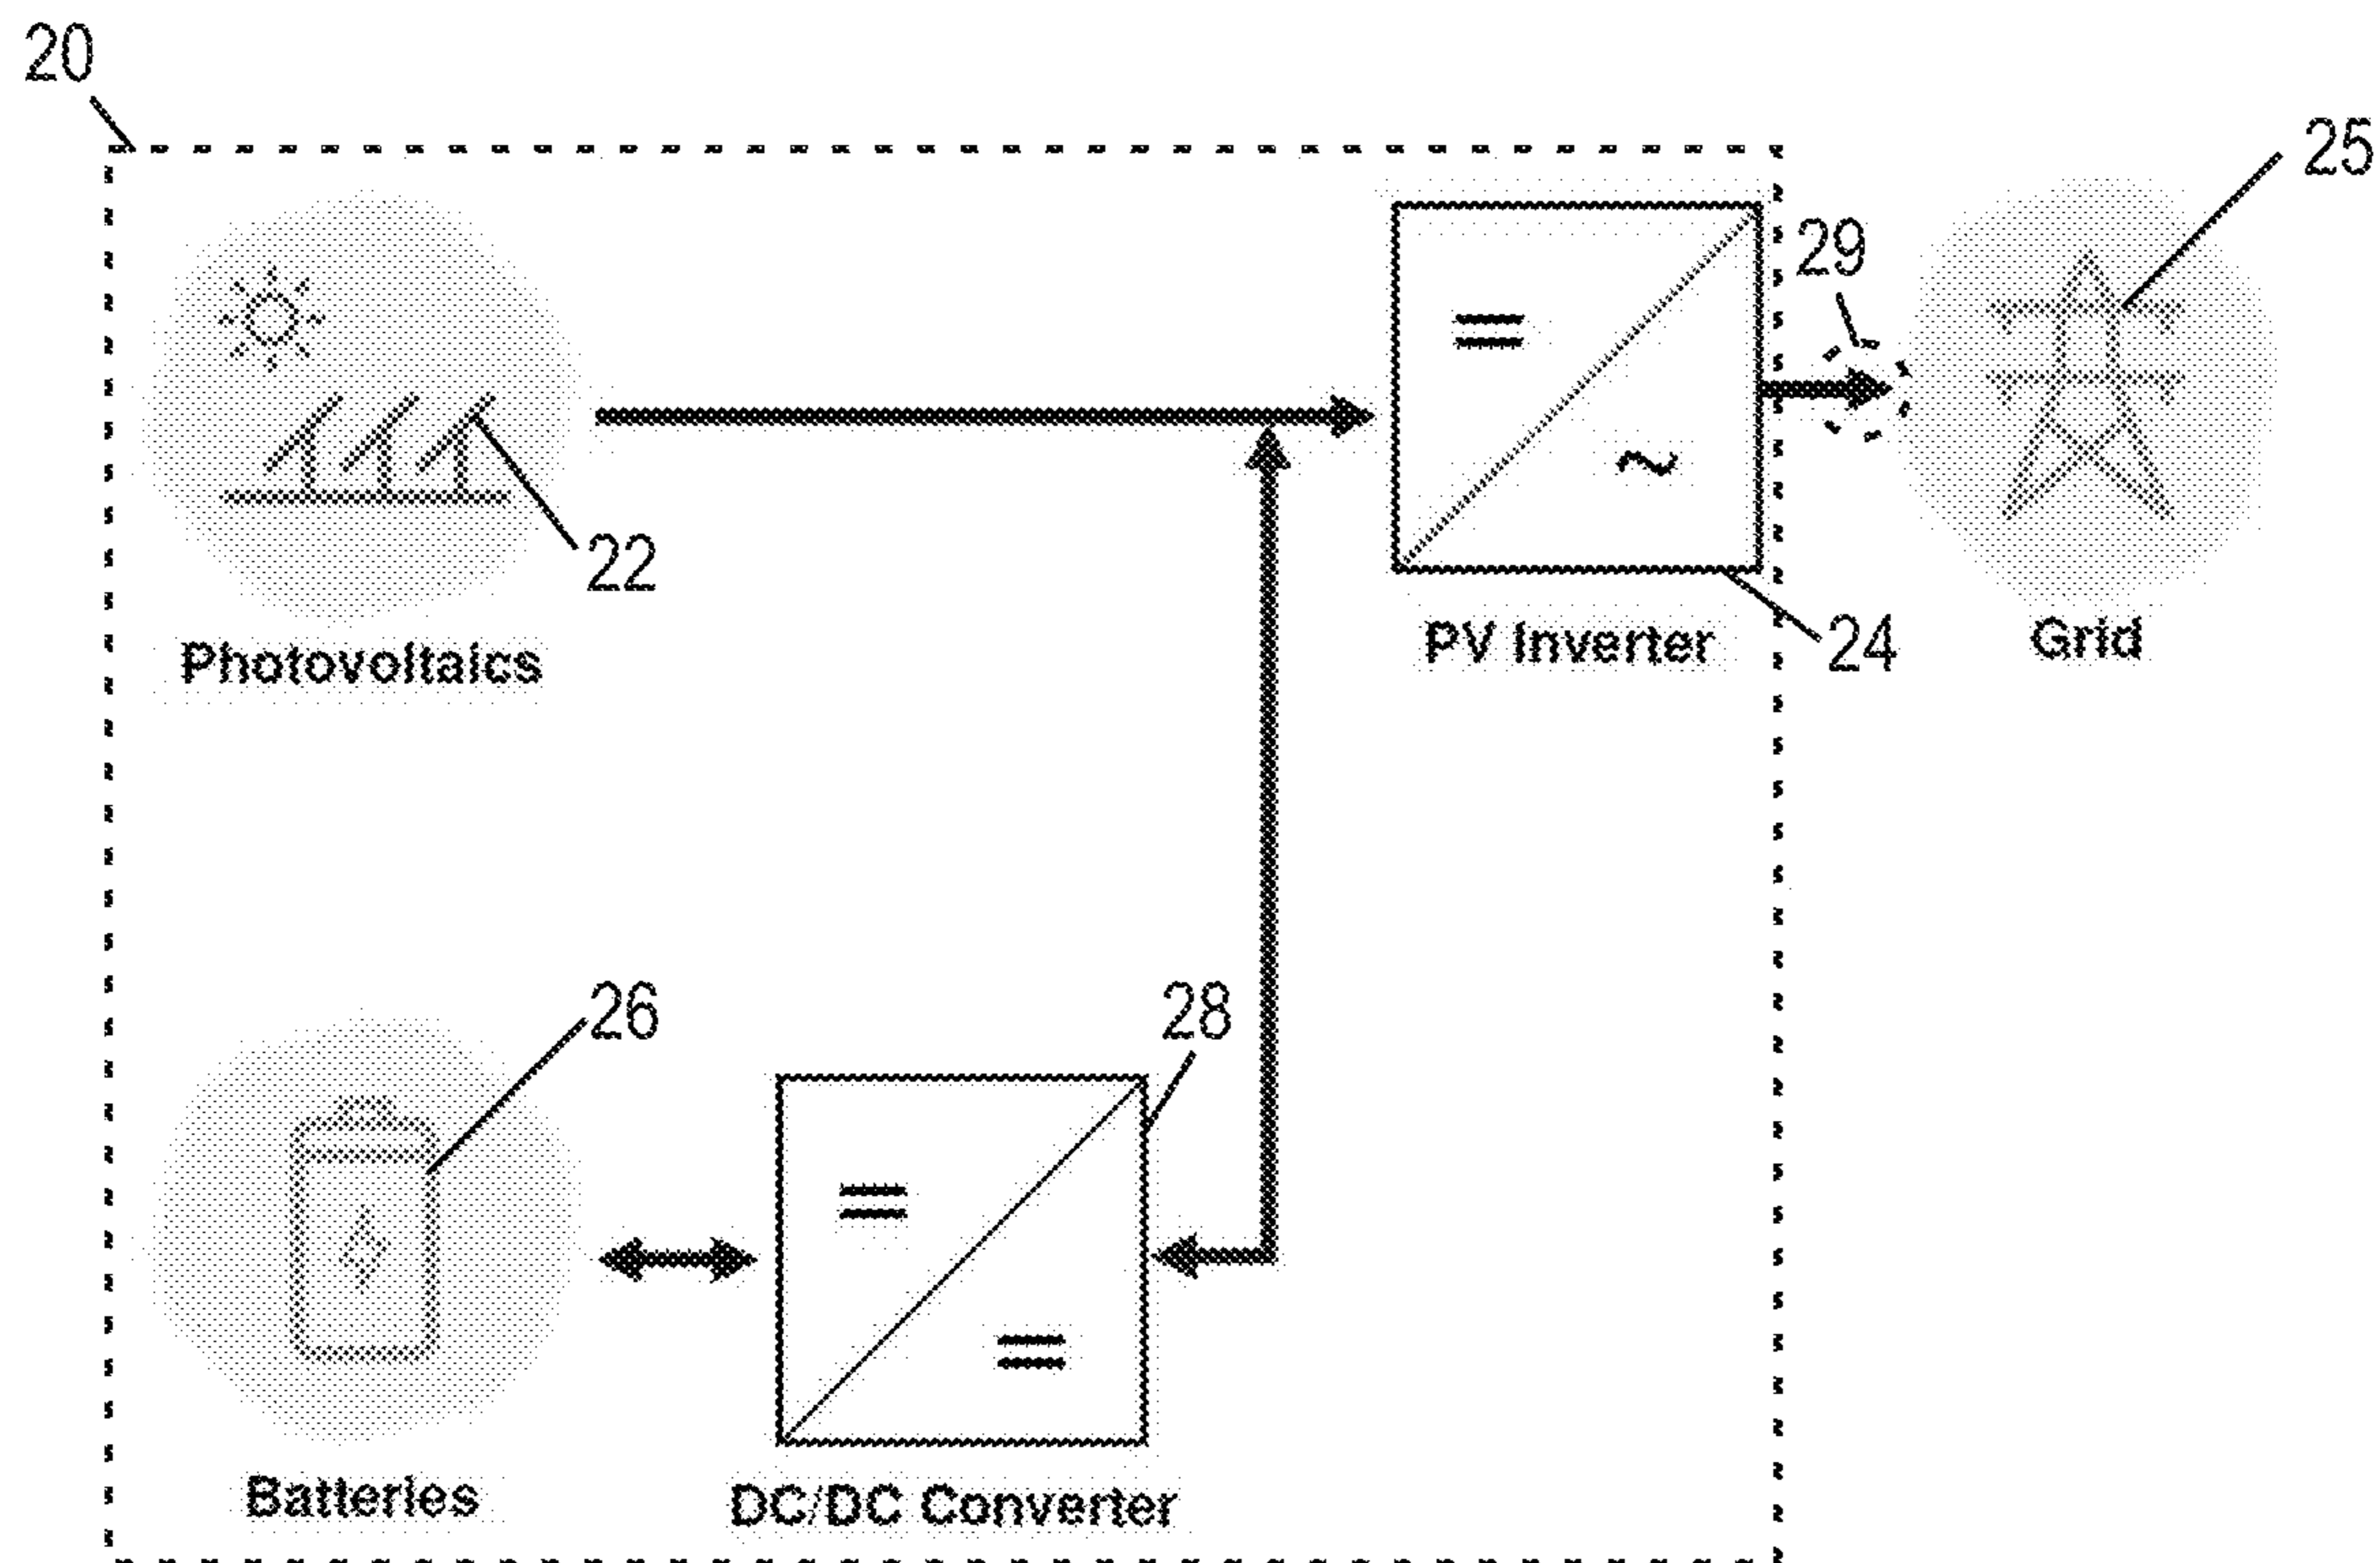 20
25
29
22
Photovoltaics
PV Inverter
24
Grid
26
28
Batteries
DC/DC Converter